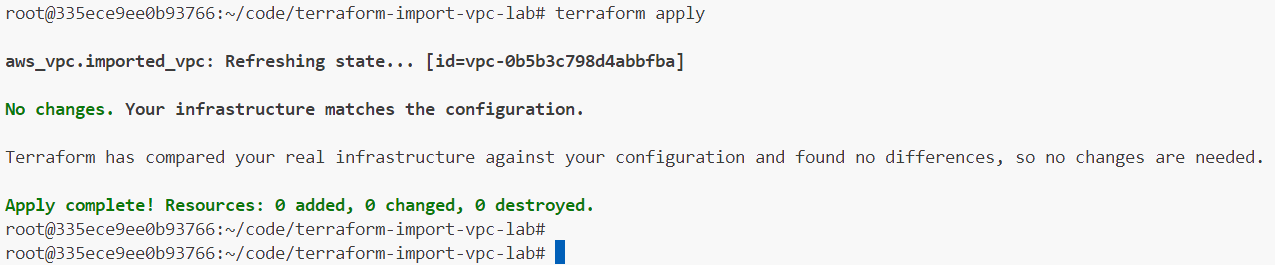 root@335ece9ee0b93766:~/code/terraform-import-vpc-lab# terraform apply
aws_vpc.imported_vpc: Refreshing state... [id=vpc-0b5b3c798d4abbfba]
No changes. Your infrastructure matches the configuration.
Terraform has compared your real infrastructure against your configuration and found no differences, so no changes are needed.
Apply complete! Resources: 0 added, 0 changed, 0 destroyed.
root@335ece9ee0b93766:~/code/terraform-import-vpc-lab#
root@335ece9ee0b93766:~/code/terraform-import-vpc-lab#